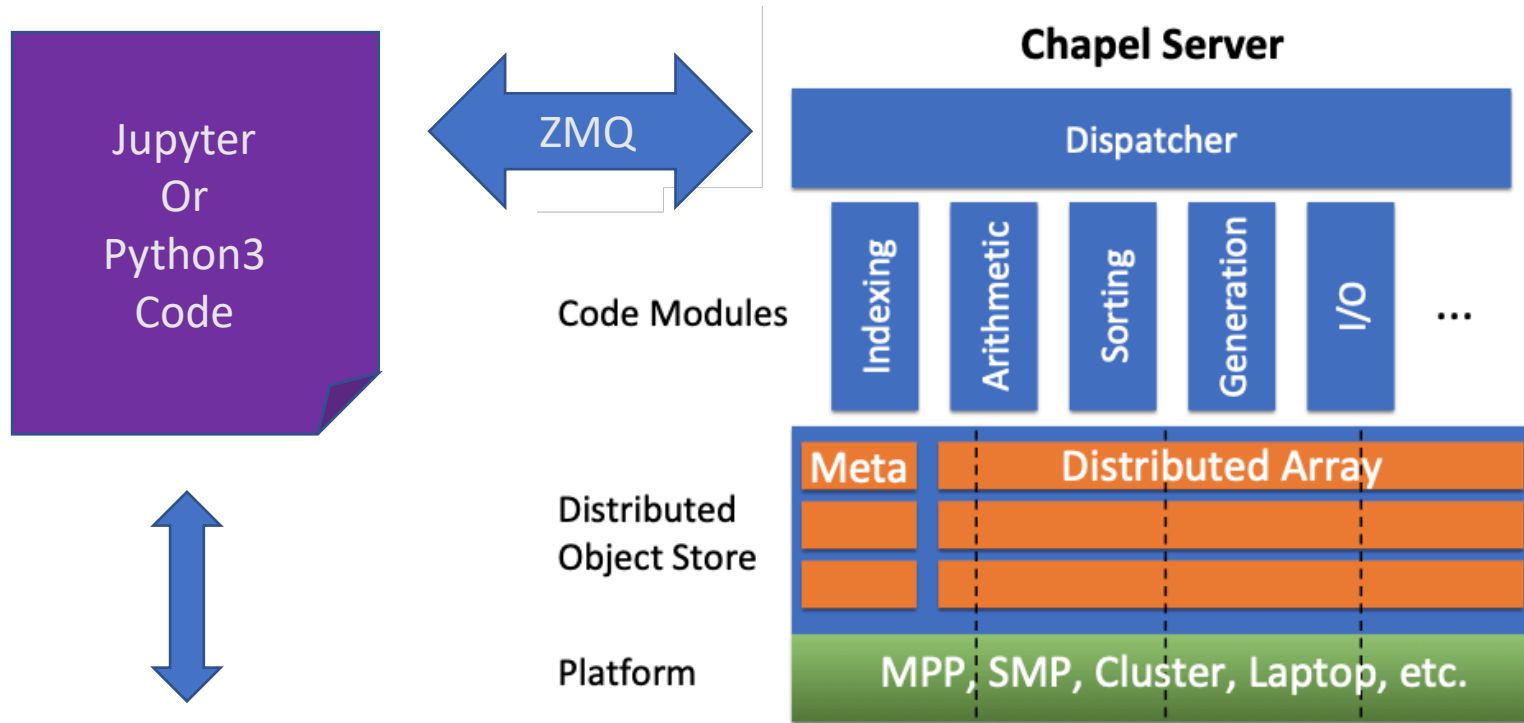 Jupyter
Or
Python3
Code
ZMQ
Chapel Server
Dispatcher
Code Modules
Indexing
Arithmetic
Sorting
Generation
I/O
...
Distributed
Object Store
Meta
Distributed Array
Platform
MPP, SMP, Cluster, Laptop, etc.